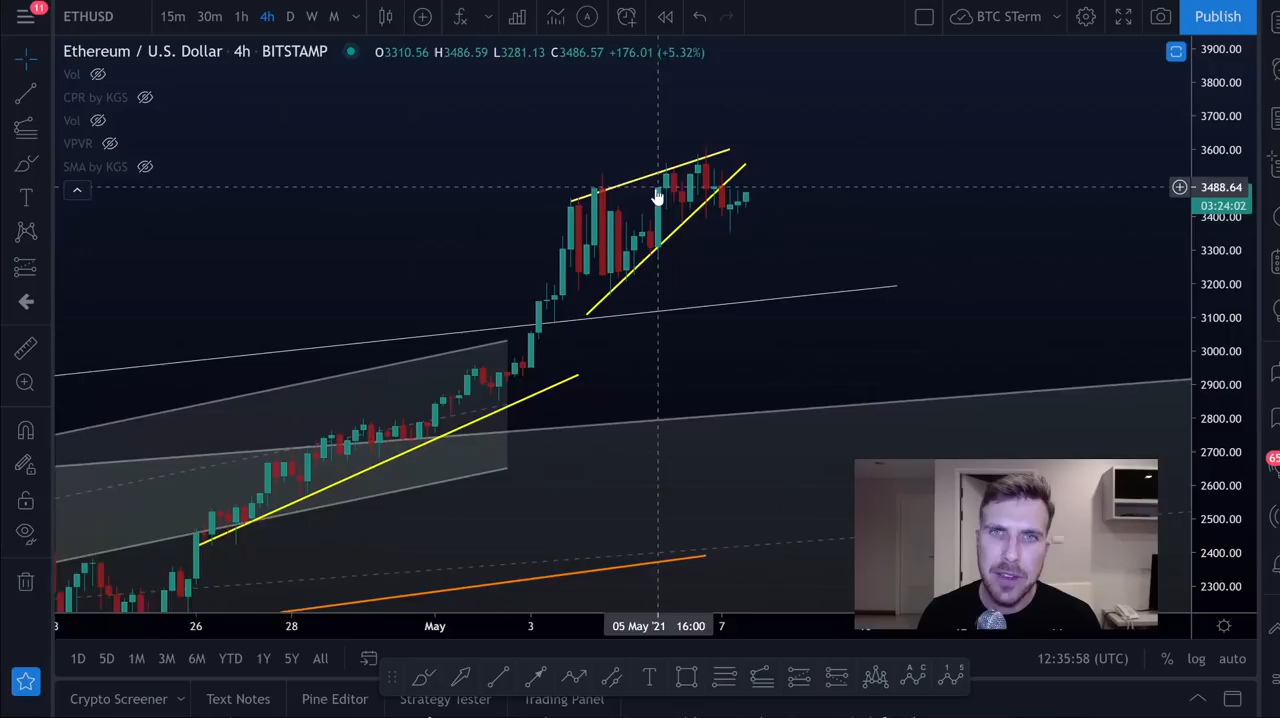 11
ETHUSD 15m 30m 1h 4h D W M BTC STerm Publish
Ethereum / U.S. Dollar · 4h · BITSTAMP O3310.56 H3486.59 L3281.13 C3486.57 +176.01 (+5.32%)
Vol
CPR by KGS
Vol
VPVR
SMA by KGS
3900.00
3800.00
3700.00
3600.00
3488.64
03:24:02
3400.00
3300.00
3200.00
3100.00
3000.00
2900.00
2800.00
2700.00
2600.00
2500.00
2400.00
2300.00
65
3 26 28 May 3 05 May '21 16:00 7
1D 5D 1M 3M 6M YTD 1Y 5Y All 12:35:58 (UTC) % log auto
Crypto Screener Text Notes Pine Editor Strategy Tester Trading Panel